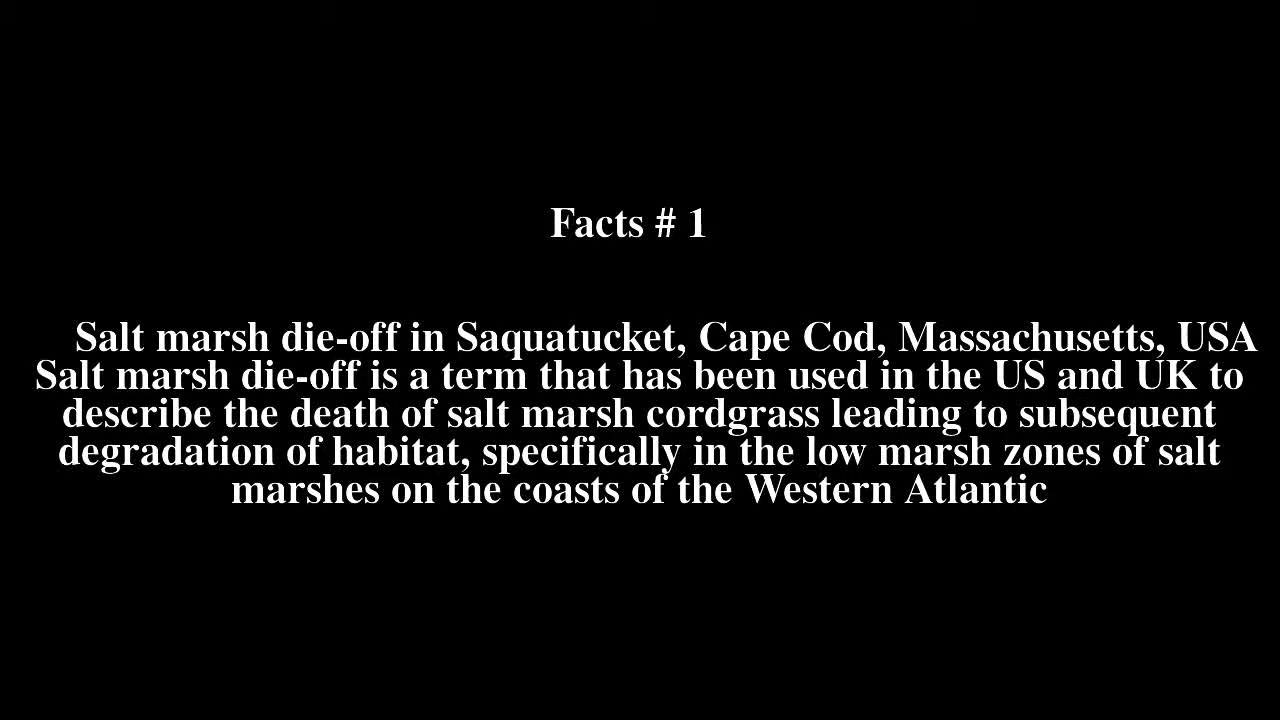 Facts # 1
Salt marsh die-off in Saquatucket, Cape Cod, Massachusetts, USA
Salt marsh die-off is a term that has been used in the US and UK to
describe the death of salt marsh cordgrass leading to subsequent
degradation of habitat, specifically in the low marsh zones of salt
marshes on the coasts of the Western Atlantic